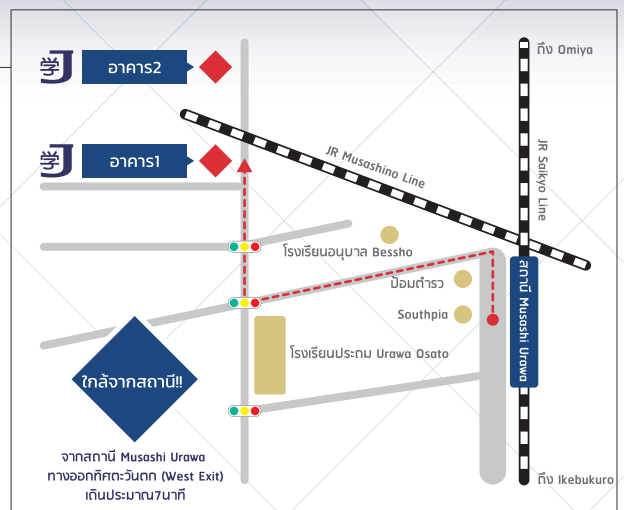 学J อาคาร2
ถึง Omiya
JR Musashino Line
JR Saikyo Line
学J อาคาร1
โรงเรียนอนุบาล Bessho
ป้อมตำรว
Southpia
สถานี Musashi Urawa
โรงเรียนประถม Urawa Osato
ใกล้จากสถานี!!
จากสถานี Musashi Urawa
ทางออกทิศตะวันตก (West Exit)
เดินประมาณ7นาที
ถึง Ikebukuro